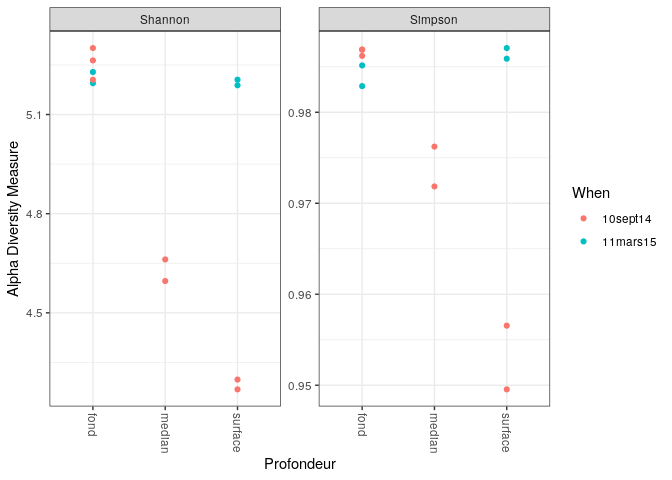 Shannon
Simpson
Alpha Diversity Measure
5.1
4.8
4.5
0.98
0.97
0.96
0.95
fond
median
surface
fond
median
surface
Profondeur
When
10sept14
11mars15